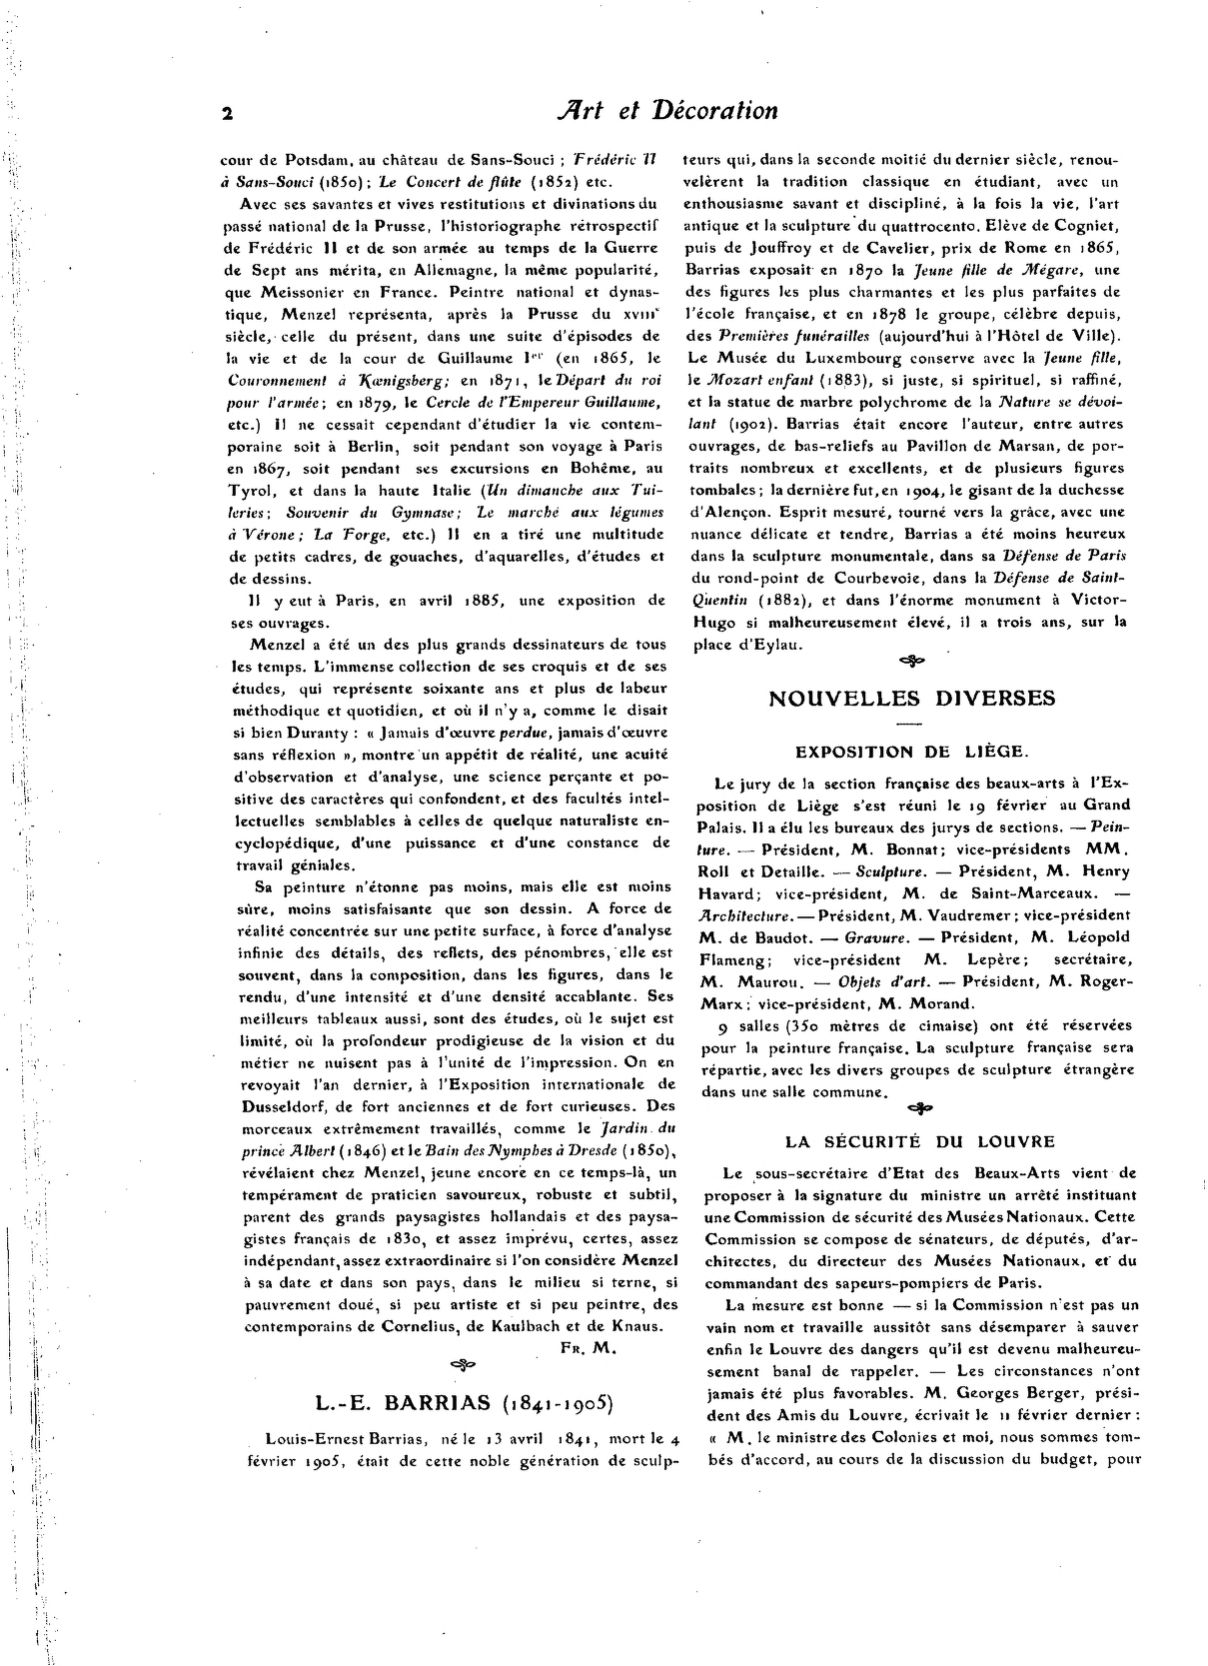 2
Art et Décoration
cour de Potsdam, au château de Sans-Souci ; Frédéric II
à Sans-Souci (1850) ; Le Concert de flûte (1852) etc.
Avec ses savantes et vives restitutions et divinations du
passé national de la Prusse, l'historiographe rétrospectif
de Frédéric II et de son armée au temps de la Guerre
de Sept ans mérita, en Allemagne, la même popularité,
que Meissonier en France. Peintre national et dynas-
tique, Menzel représenta, après la Prusse du XVIIIe
siècle, celle du présent, dans une suite d'épisodes de
la vie et de la cour de Guillaume Ier (en 1865, le
Couronnement à Kœnigsberg; en 1871, le Départ du roi
pour l'armée; en 1879, le Cercle de l'Empereur Guillaume,
etc.) Il ne cessait cependant d'étudier la vie contem-
poraine soit à Berlin, soit pendant son voyage à Paris
en 1867, soit pendant ses excursions en Bohême, au
Tyrol, et dans la haute Italie (Un dimanche aux Tui-
leries; Souvenir du Gymnase; Le marché aux légumes
à Vérone; La Forge, etc.) Il en a tiré une multitude
de petits cadres, de gouaches, d'aquarelles, d'études et
de dessins.
Il y eut à Paris, en avril 1885, une exposition de
ses ouvrages.
Menzel a été un des plus grands dessinateurs de tous
les temps. L'immense collection de ses croquis et de ses
études, qui représente soixante ans et plus de labeur
méthodique et quotidien, et où il n'y a, comme le disait
si bien Duranty : « Jamais d'œuvre perdue, jamais d'œuvre
sans réflexion », montre un appétit de réalité, une acuité
d'observation et d'analyse, une science perçante et po-
sitive des caractères qui confondent, et des facultés intel-
lectuelles semblables à celles de quelque naturaliste en-
cyclopédique, d'une puissance et d'une constance de
travail géniales.
Sa peinture n'étonne pas moins, mais elle est moins
sûre, moins satisfaisante que son dessin. A force de
réalité concentrée sur une petite surface, à force d'analyse
infinie des détails, des reflets, des pénombres, elle est
souvent, dans la composition, dans les figures, dans le
rendu, d'une intensité et d'une densité accablante. Ses
meilleurs tableaux aussi, sont des études, où le sujet est
limité, où la profondeur prodigieuse de la vision et du
métier ne nuisent pas à l'unité de l'impression. On en
revoyait l'an dernier, à l'Exposition internationale de
Dusseldorf, de fort anciennes et de fort curieuses. Des
morceaux extrêmement travaillés, comme le Jardin du
prince Albert (1846) et le Bain des Nymphes à Dresde (1850),
révélaient chez Menzel, jeune encore en ce temps-là, un
tempérament de praticien savoureux, robuste et subtil,
parent des grands paysagistes hollandais et des paysa-
gistes français de 1830, et assez imprévu, certes, assez
indépendant, assez extraordinaire si l'on considère Menzel
à sa date et dans son pays, dans le milieu si terne, si
pauvrement doué, si peu artiste et si peu peintre, des
contemporains de Cornelius, de Kaulbach et de Knaus.
FR. M.
L.-E. BARRIAS (1841-1905)
Louis-Ernest Barrias, né le 13 avril 1841, mort le 4
février 1905, était de cette noble génération de sculp-
teurs qui, dans la seconde moitié du dernier siècle, renou-
velèrent la tradition classique en étudiant, avec un
enthousiasme savant et discipliné, à la fois la vie, l'art
antique et la sculpture du quattrocento. Elève de Cogniet,
puis de Jouffroy et de Cavelier, prix de Rome en 1865,
Barrias exposait en 1870 la Jeune fille de Mégare, une
des figures les plus charmantes et les plus parfaites de
l'école française, et en 1878 le groupe, célèbre depuis,
des Premières funérailles (aujourd'hui à l'Hôtel de Ville).
Le Musée du Luxembourg conserve avec la Jeune fille,
le Mozart enfant (1883), si juste, si spirituel, si raffiné,
et la statue de marbre polychrome de la Nature se dévoi-
lant (1902). Barrias était encore l'auteur, entre autres
ouvrages, de bas-reliefs au Pavillon de Marsan, de por-
traits nombreux et excellents, et de plusieurs figures
tombales; la dernière fut, en 1904, le gisant de la duchesse
d'Alençon. Esprit mesuré, tourné vers la grâce, avec une
nuance délicate et tendre, Barrias a été moins heureux
dans la sculpture monumentale, dans sa Défense de Paris
du rond-point de Courbevoie, dans la Défense de Saint-
Quentin (1882), et dans l'énorme monument à Victor-
Hugo si malheureusement élevé, il a trois ans, sur la
place d'Eylau.
NOUVELLES DIVERSES
EXPOSITION DE LIÈGE.
Le jury de la section française des beaux-arts à l'Ex-
position de Liège s'est réuni le 19 février au Grand
Palais. Il a élu les bureaux des jurys de sections. — Pein-
ture. — Président, M. Bonnat; vice-présidents MM.
Roll et Detaille. — Sculpture. — Président, M. Henry
Havard; vice-président, M. de Saint-Marceaux. —
Architecture. — Président, M. Vaudremer; vice-président
M. de Baudot. — Gravure. — Président, M. Léopold
Flameng; vice-président M. Lepère; secrétaire,
M. Maurou. — Objets d'art. — Président, M. Roger-
Marx; vice-président, M. Morand.
9 salles (350 mètres de cimaise) ont été réservées
pour la peinture française. La sculpture française sera
répartie, avec les divers groupes de sculpture étrangère
dans une salle commune.
LA SÉCURITÉ DU LOUVRE
Le sous-secrétaire d'Etat des Beaux-Arts vient de
proposer à la signature du ministre un arrêté instituant
une Commission de sécurité des Musées Nationaux. Cette
Commission se compose de sénateurs, de députés, d'ar-
chitectes, du directeur des Musées Nationaux, et du
commandant des sapeurs-pompiers de Paris.
La mesure est bonne — si la Commission n'est pas un
vain nom et travaille aussitôt sans désemparer à sauver
enfin le Louvre des dangers qu'il est devenu malheureu-
sement banal de rappeler. — Les circonstances n'ont
jamais été plus favorables. M. Georges Berger, prési-
dent des Amis du Louvre, écrivait le 11 février dernier :
« M. le ministre des Colonies et moi, nous sommes tom-
bés d'accord, au cours de la discussion du budget, pour